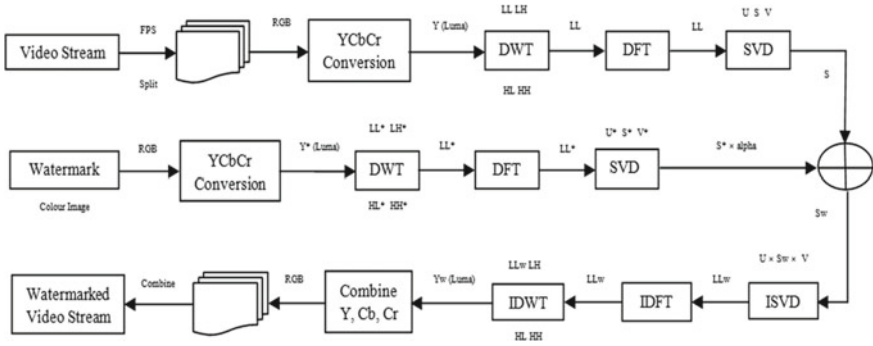 LL LH
U S V
FPS
RGB
Y (Luma)
LL
LL
Video Stream
YCbCr
Conversion
DWT
DFT
SVD
Split
HL HH
S
LL* LH*
U* S* V*
RGB
Y* (Luma)
LL*
LL*
S* × alpha
Watermark
YCbCr
Conversion
DWT
DFT
SVD
Colour Image
HL* HH*
Sw
LLw LH
U × Sw × V
Combine
RGB
Yw (Luma)
LLw
LLw
Watermarked
Video Stream
Combine
Y, Cb, Cr
IDWT
IDFT
ISVD
HL HH